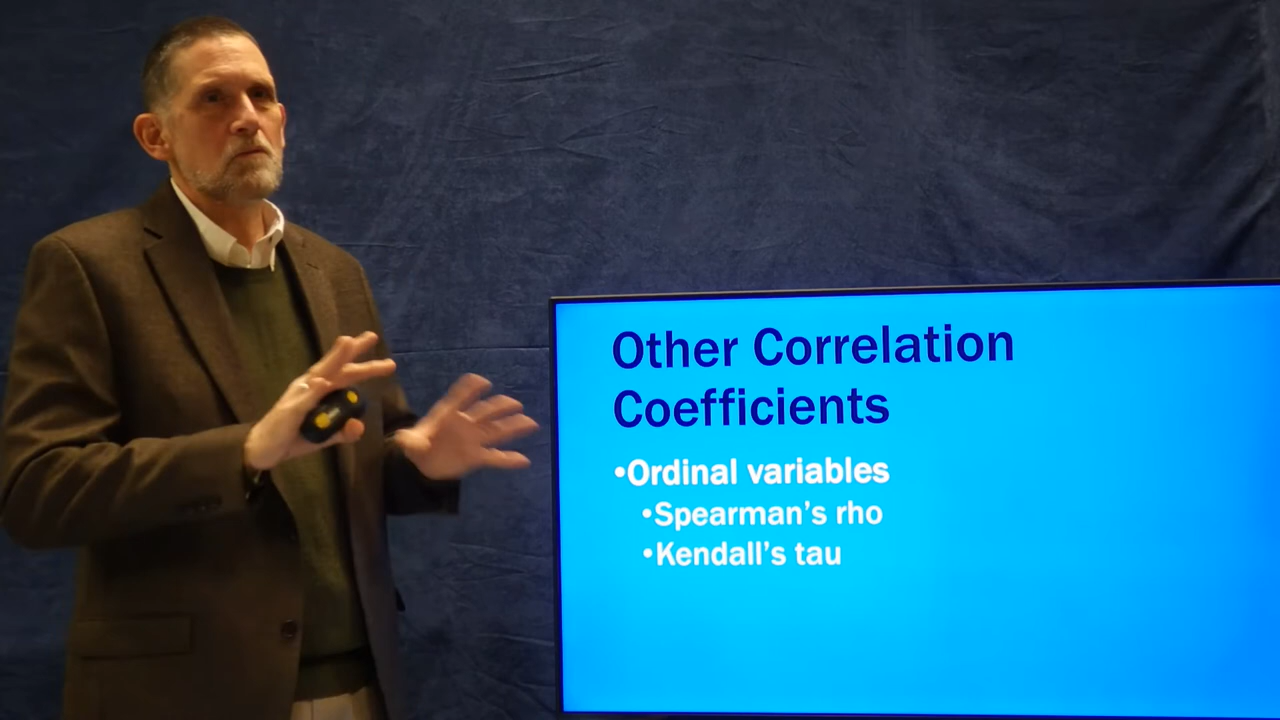 Other Correlation
Coefficients
•Ordinal variables
•Spearman’s rho
•Kendall’s tau